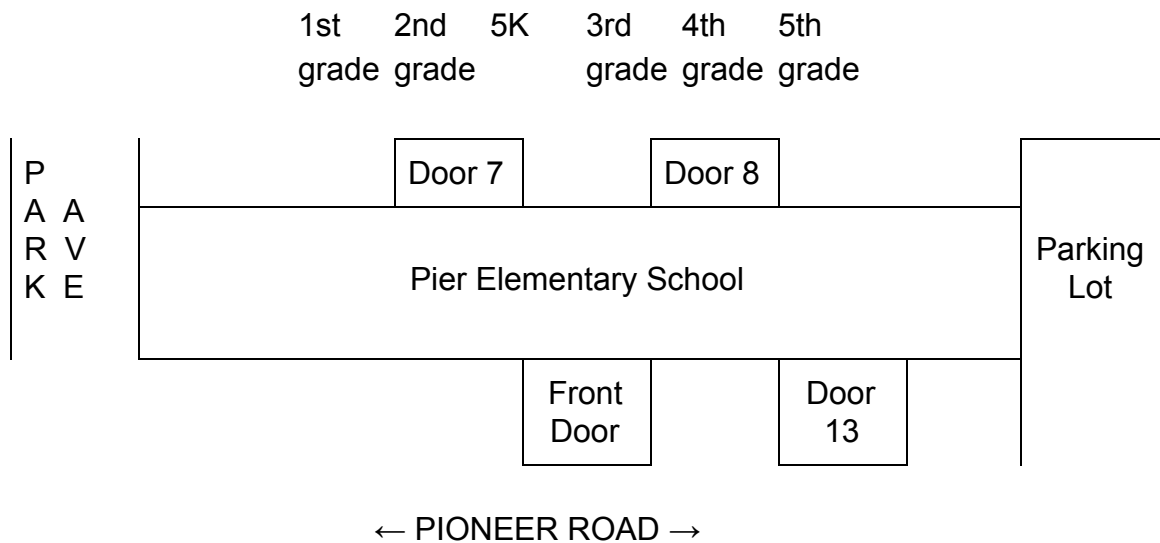 1st 2nd 5K 3rd 4th 5th
grade grade grade grade grade
Door 7 Door 8
P
A A
R V
K E
Pier Elementary School
Parking
Lot
Front
Door
Door
13
← PIONEER ROAD →